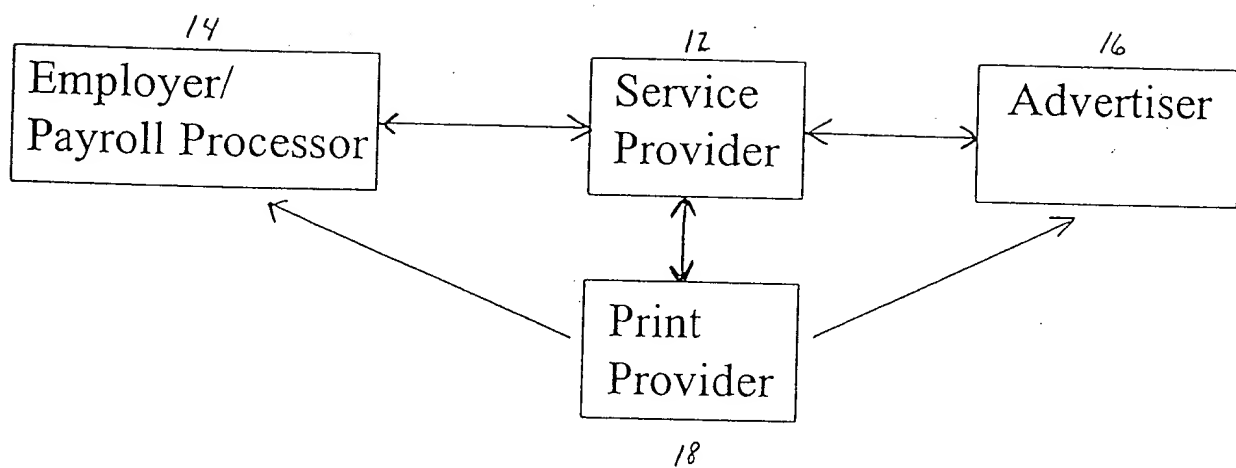 14
Employer/
Payroll Processor
12
Service
Provider
16
Advertiser
Print
Provider
18